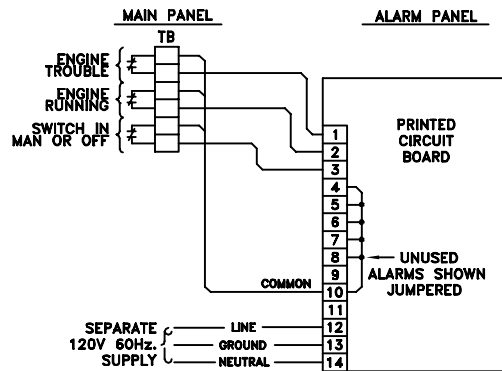 MAIN PANEL
ALARM PANEL
TB
ENGINE
TROUBLE
ENGINE
RUNNING
SWITCH IN
MAN OR OFF
PRINTED
CIRCUIT
BOARD
1
2
3
4
5
6
7
8
9
10
11
12
13
14
UNUSED
ALARMS SHOWN
JUMPERED
COMMON
SEPARATE
120V 60Hz.
SUPPLY
LINE
GROUND
NEUTRAL